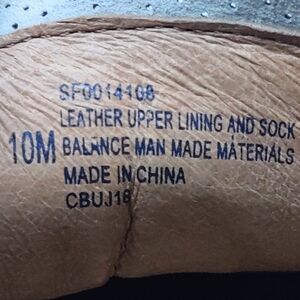 SF0014108
LEATHER UPPER LINING AND SOCK
10M BALANCE MAN MADE MATERIALS
MADE IN CHINA
CBUJ18